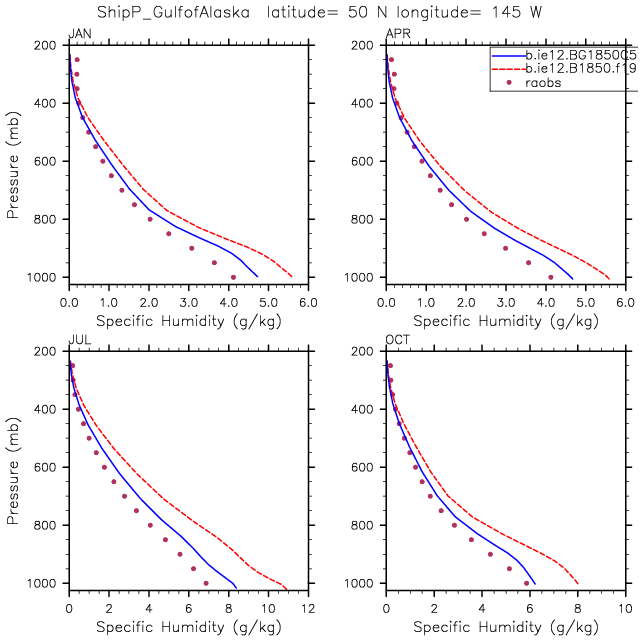 ShipP_GulfofAlaska latitude= 50 N longitude= 145 W
JAN
200
400
600
800
1000
Pressure (mb)
0.0 1.0 2.0 3.0 4.0 5.0 6.0
Specific Humidity (g/kg)
APR
b.ie12.BG1850C5
b.ie12.B1850.f19
raobs
200
400
600
800
1000
0.0 1.0 2.0 3.0 4.0 5.0 6.0
Specific Humidity (g/kg)
JUL
200
400
600
800
1000
Pressure (mb)
0 2 4 6 8 10 12
Specific Humidity (g/kg)
OCT
200
400
600
800
1000
0 2 4 6 8 10
Specific Humidity (g/kg)